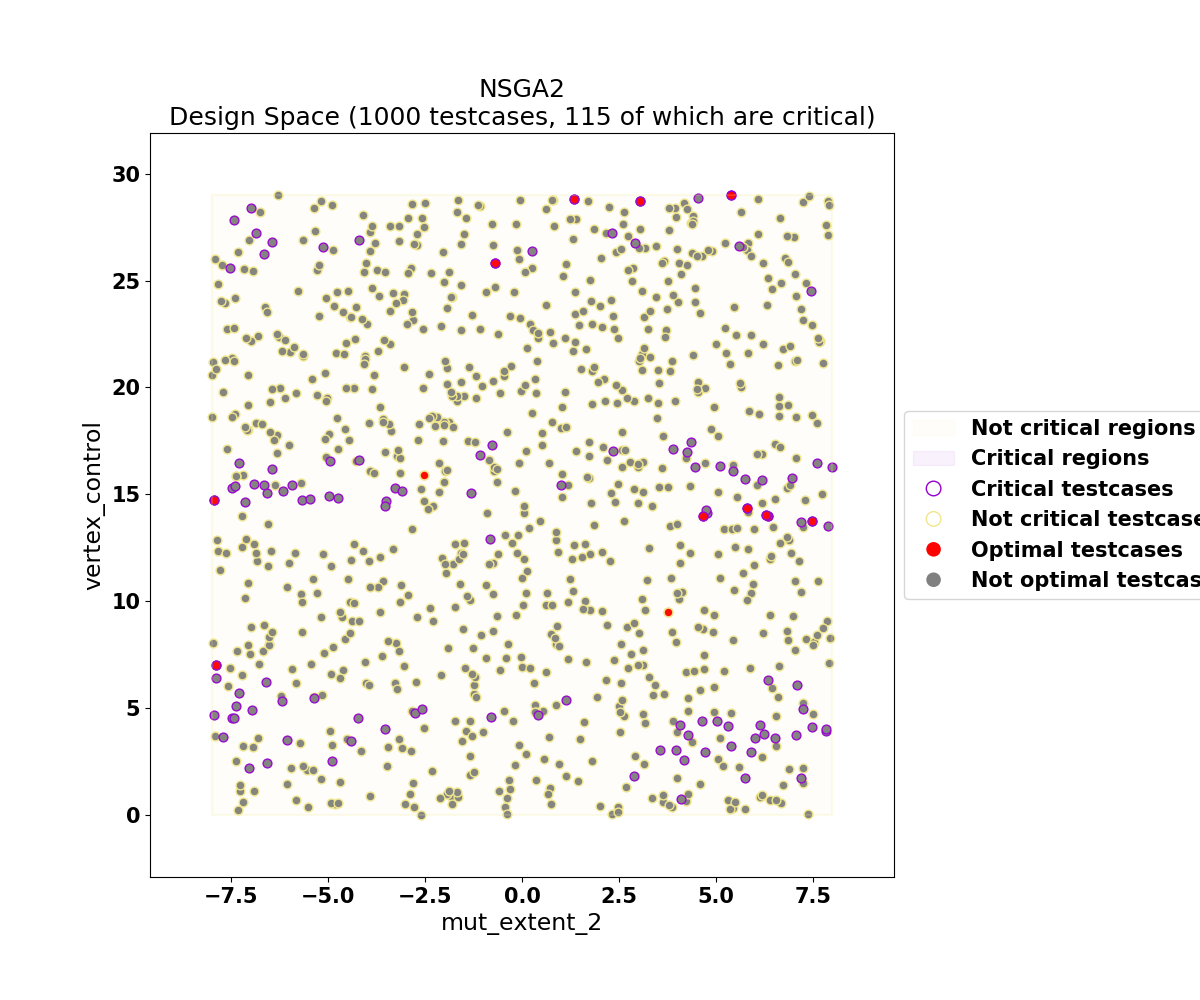 NSGA2
Design Space (1000 testcases, 115 of which are critical)
30
25
20
15
10
5
0
vertex_control
−7.5 −5.0 −2.5 0.0 2.5 5.0 7.5
mut_extent_2
Not critical regions
Critical regions
Critical testcases
Not critical testcase
Optimal testcases
Not optimal testcas